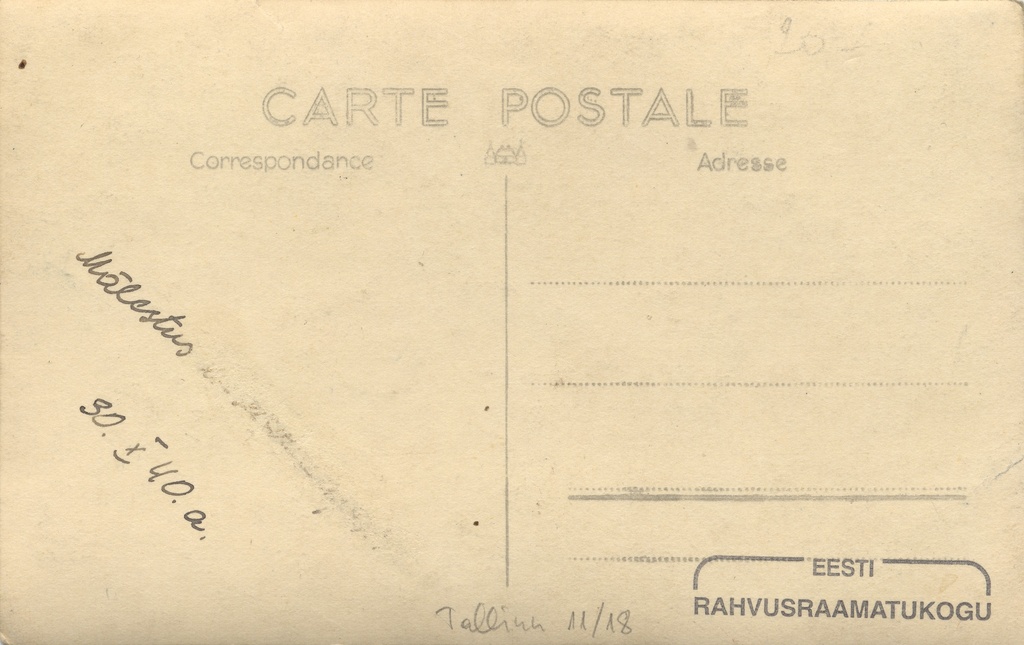 CARTE POSTALE
Correspondance
Adresse
Mälestus
30. X 40. a.
Tallinn 11/18
EESTI
RAHVUSRAAMATUKOGU